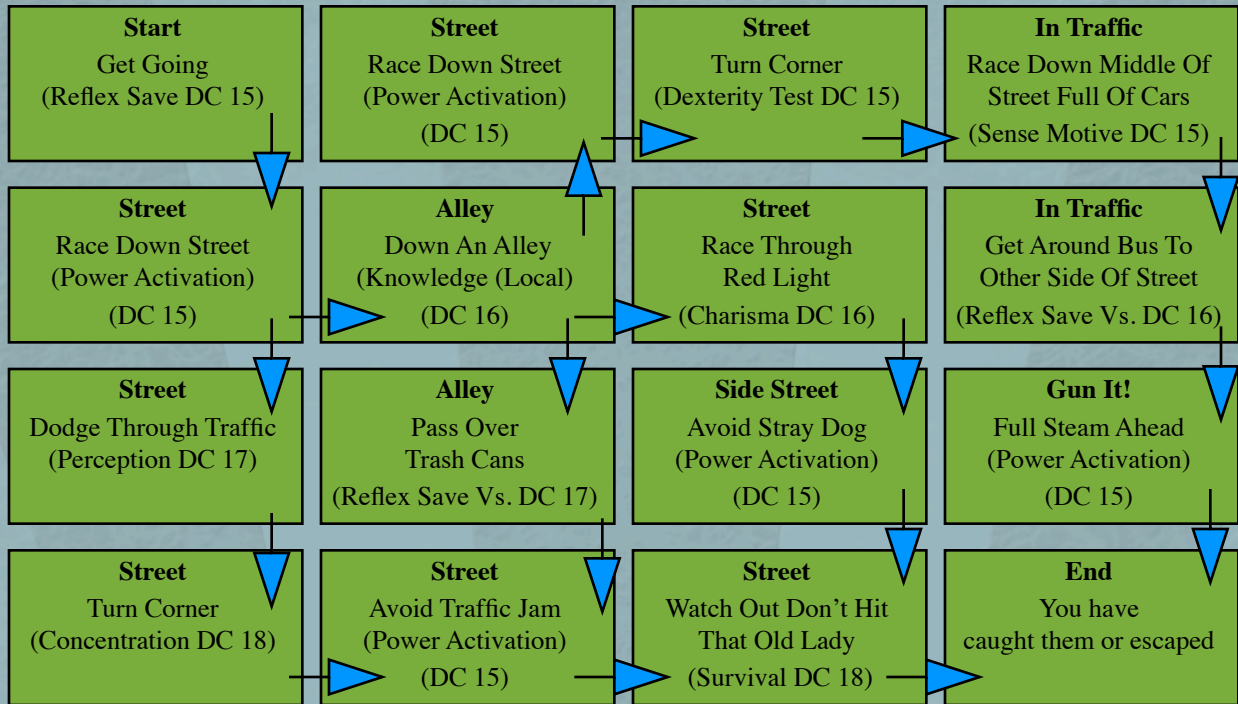 Start
Get Going
(Reflex Save DC 15)
Street
Race Down Street
(Power Activation)
(DC 15)
Street
Turn Corner
(Dexterity Test DC 15)
In Traffic
Race Down Middle Of
Street Full Of Cars
(Sense Motive DC 15)
Street
Race Down Street
(Power Activation)
(DC 15)
Alley
Down An Alley
(Knowledge (Local)
(DC 16)
Street
Race Through
Red Light
(Charisma DC 16)
In Traffic
Get Around Bus To
Other Side Of Street
(Reflex Save Vs. DC 16)
Street
Dodge Through Traffic
(Perception DC 17)
Alley
Pass Over
Trash Cans
(Reflex Save Vs. DC 17)
Side Street
Avoid Stray Dog
(Power Activation)
(DC 15)
Gun It!
Full Steam Ahead
(Power Activation)
(DC 15)
Street
Turn Corner
(Concentration DC 18)
Street
Avoid Traffic Jam
(Power Activation)
(DC 15)
Street
Watch Out Don't Hit
That Old Lady
(Survival DC 18)
End
You have
caught them or escaped